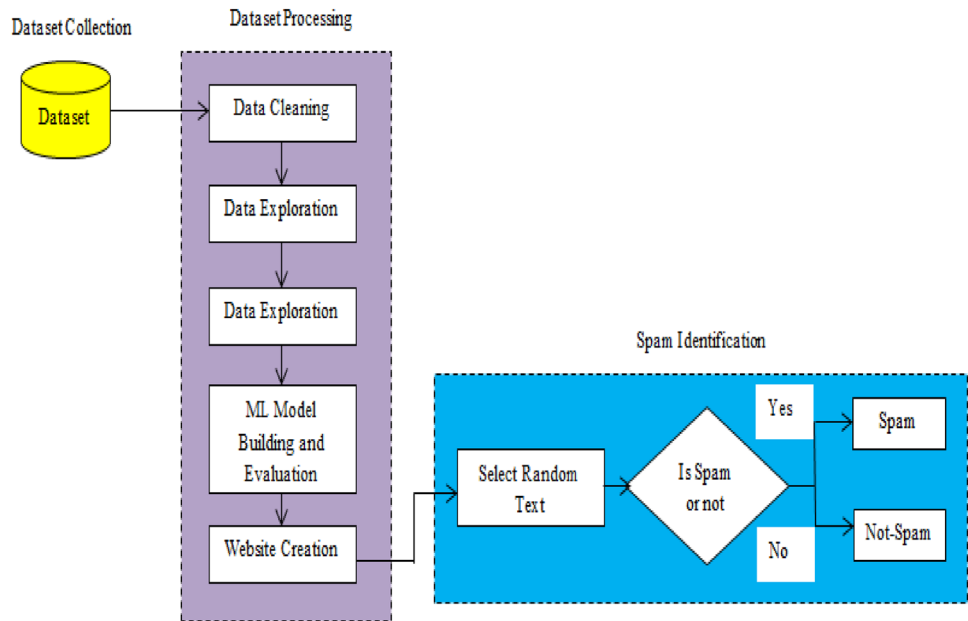 Dataset Collection
Dataset
Dataset Processing
Data Cleaning
Data Exploration
Data Exploration
ML Model
Building and
Evaluation
Website Creation
Spam Identification
Select Random
Text
Is Spam
or not
Yes
No
Spam
Not-Spam